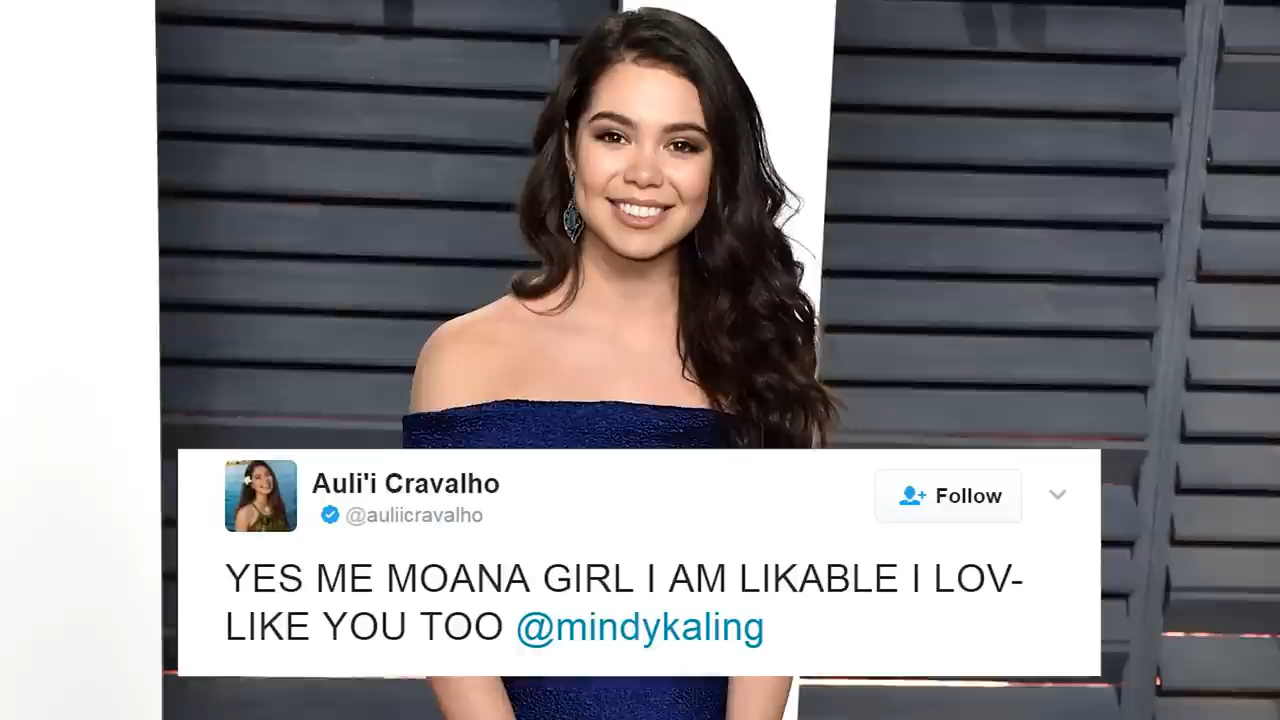 Auli'i Cravalho
@auliicravalho
Follow
YES ME MOANA GIRL I AM LIKABLE I LOV-
LIKE YOU TOO @mindykaling